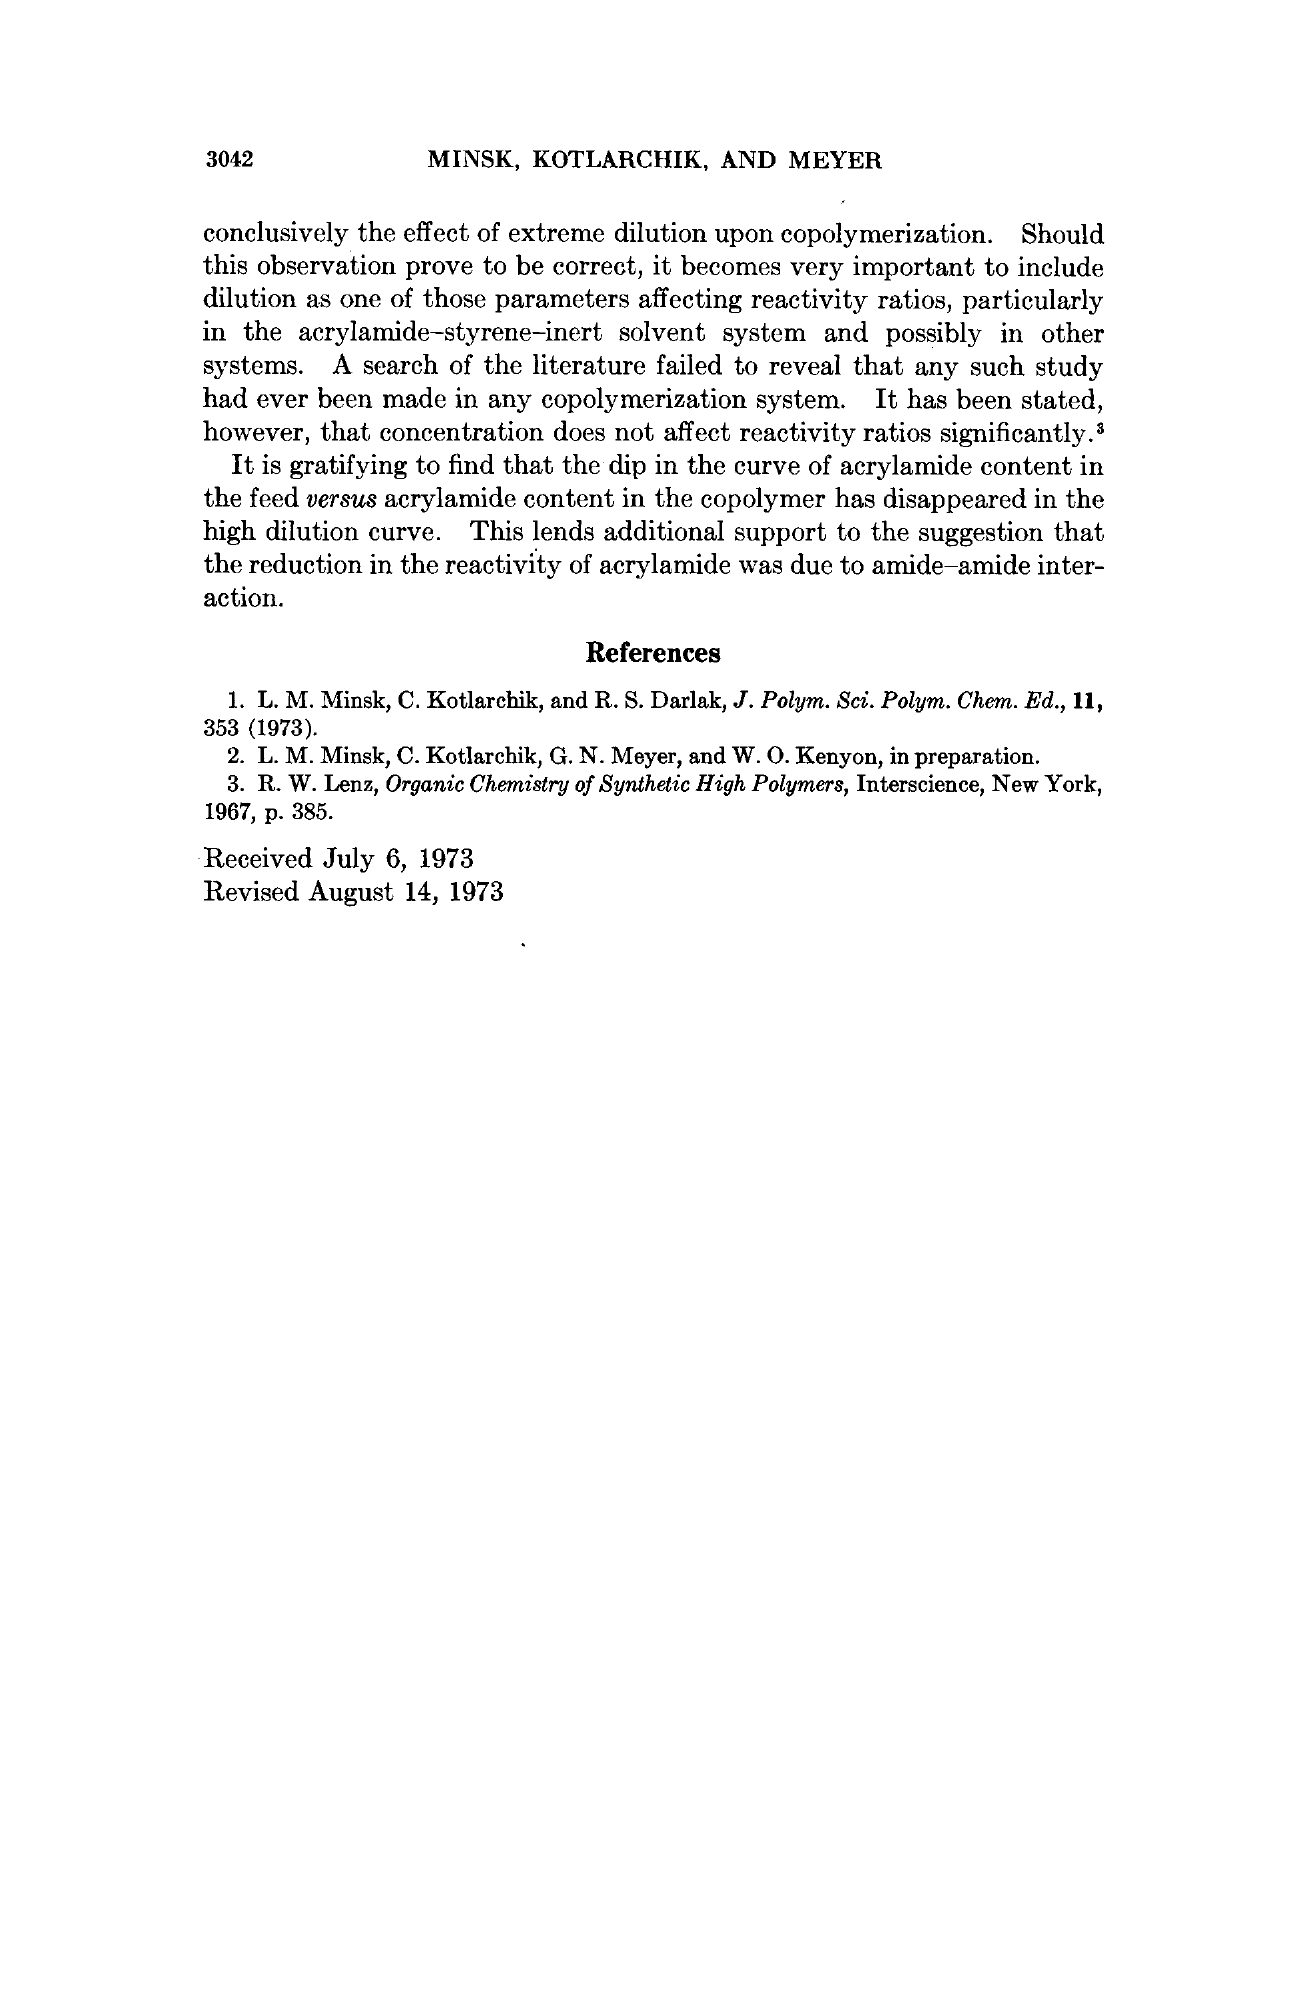 3042 MINSK, KOTLARCHIK, AND MEYER
conclusively the effect of extreme dilution upon copolymerization. Should
this observation prove to be correct, it becomes very important to include
dilution as one of those parameters affecting reactivity ratios, particularly
in the acrylamide–styrene–inert solvent system and possibly in other
systems. A search of the literature failed to reveal that any such study
had ever been made in any copolymerization system. It has been stated,
however, that concentration does not affect reactivity ratios significantly.³
It is gratifying to find that the dip in the curve of acrylamide content in
the feed versus acrylamide content in the copolymer has disappeared in the
high dilution curve. This lends additional support to the suggestion that
the reduction in the reactivity of acrylamide was due to amide–amide inter-
action.
References
1. L. M. Minsk, C. Kotlarchik, and R. S. Darlak, J. Polym. Sci. Polym. Chem. Ed., 11,
353 (1973).
2. L. M. Minsk, C. Kotlarchik, G. N. Meyer, and W. O. Kenyon, in preparation.
3. R. W. Lenz, Organic Chemistry of Synthetic High Polymers, Interscience, New York,
1967, p. 385.
Received July 6, 1973
Revised August 14, 1973